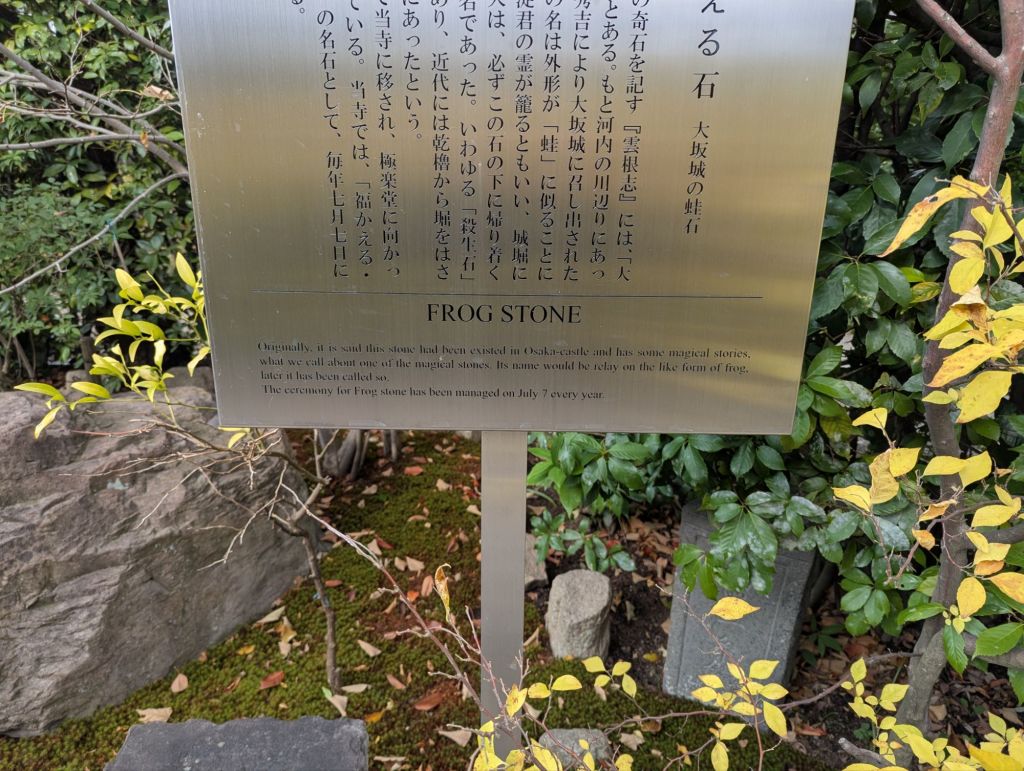 える石 大坂城の蛙石
の奇石を記す『雲根志』には、「大
とある。もと河内の川辺りにあっ
秀吉により大坂城に召し出された
の名は外形が「蛙」に似ることに
淀君の霊が籠るともいい、城堀に
は、必ずこの石の下に帰り着く
名であった。いわゆる「殺生石」
あり、近代には乾櫓から堀をはさ
にあったという。
で当寺に移され、極楽堂に向かっ
ている。当寺では、「福かえる・
の名石として、毎年七月七日に
る。
FROG STONE
Originally, it is said this stone had been existed in Osaka-castle and has some magical stories,
what we call about one of the magical stones. Its name would be relay on the like form of frog,
later it has been called so.
The ceremony for Frog stone has been managed on July 7 every year.